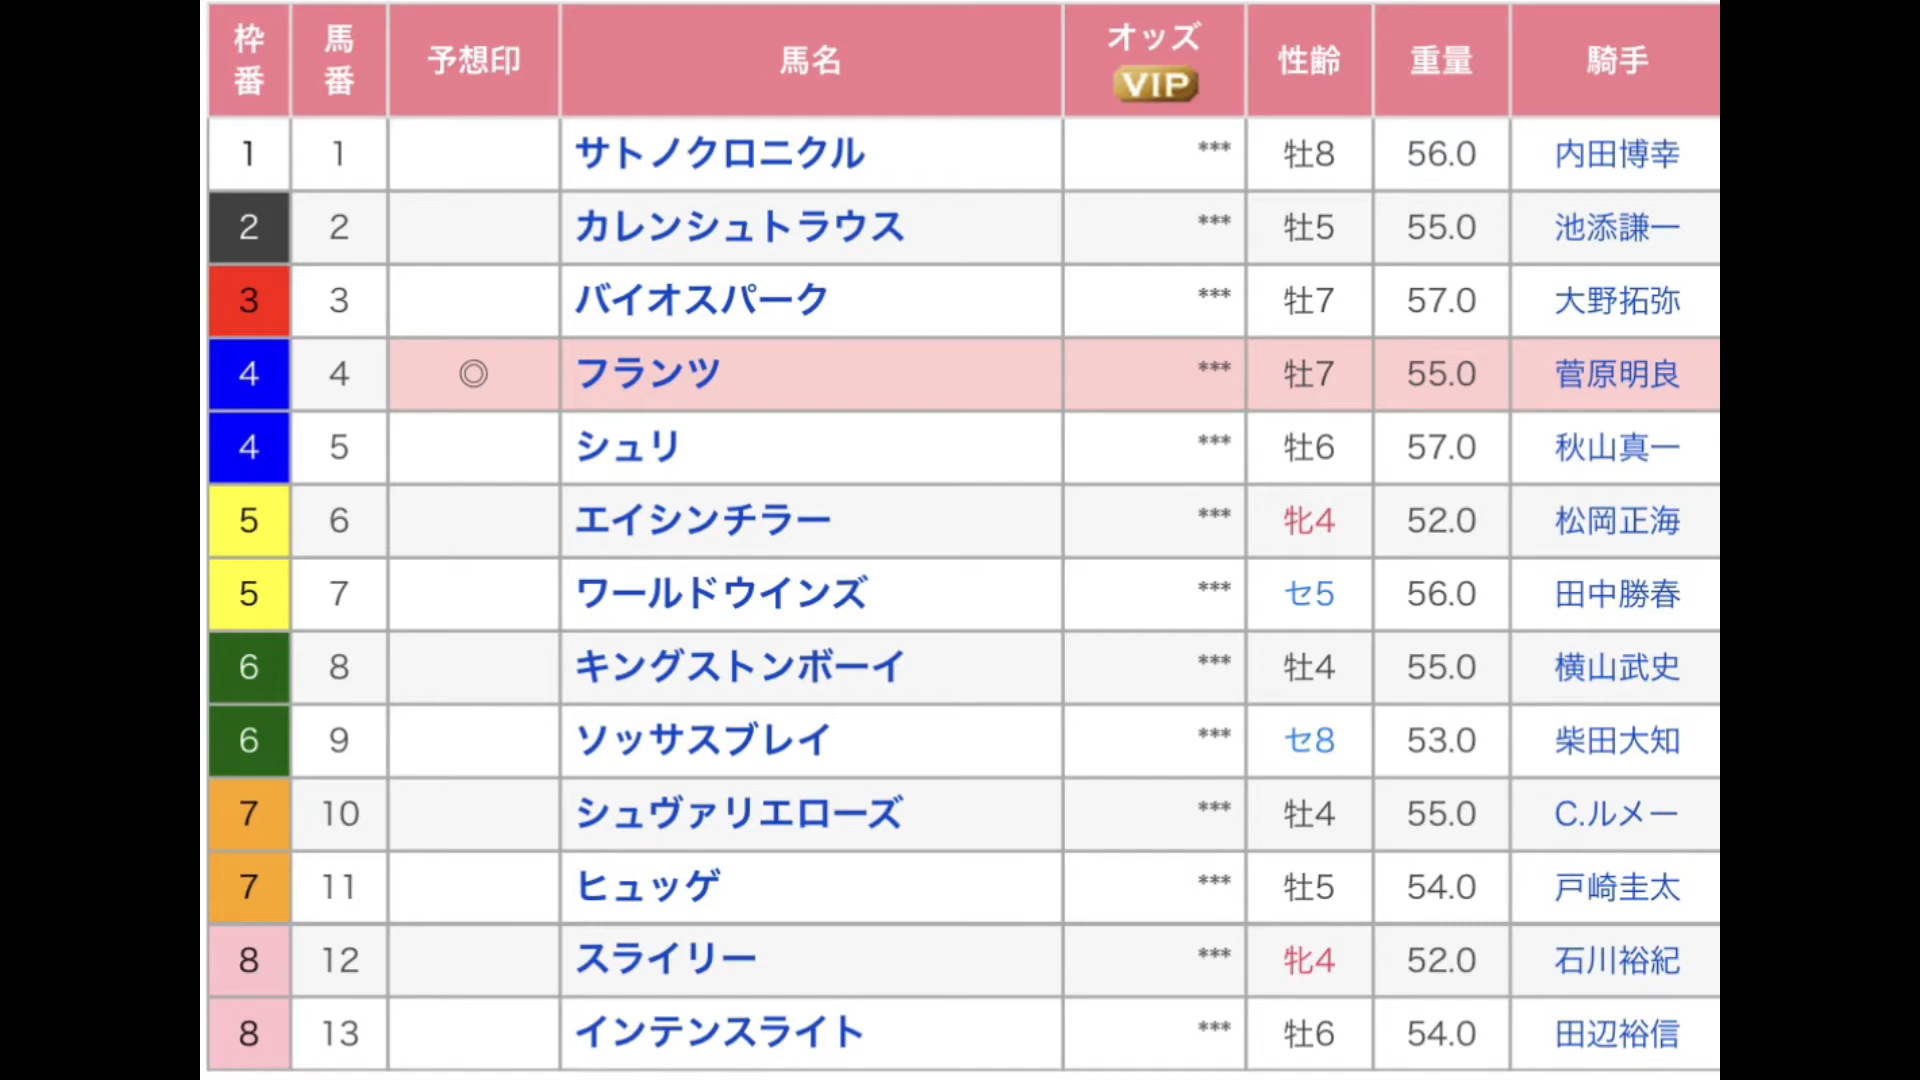 枠番 馬番 予想印 馬名 オッズ VIP 性齢 重量 騎手
1 1 サトノクロニクル *** 牡8 56.0 内田博幸
2 2 カレンシュトラウス *** 牡5 55.0 池添謙一
3 3 バイオスパーク *** 牡7 57.0 大野拓弥
4 4 ◎ フランツ *** 牡7 55.0 菅原明良
4 5 シュリ *** 牡6 57.0 秋山真一
5 6 エイシンチラー *** 牝4 52.0 松岡正海
5 7 ワールドウインズ *** セ5 56.0 田中勝春
6 8 キングストンボーイ *** 牡4 55.0 横山武史
6 9 ソッサスブレイ *** セ8 53.0 柴田大知
7 10 シュヴァリエローズ *** 牡4 55.0 C.ルメー
7 11 ヒュッゲ *** 牡5 54.0 戸崎圭太
8 12 スライリー *** 牝4 52.0 石川裕紀
8 13 インテンスライト *** 牡6 54.0 田辺裕信